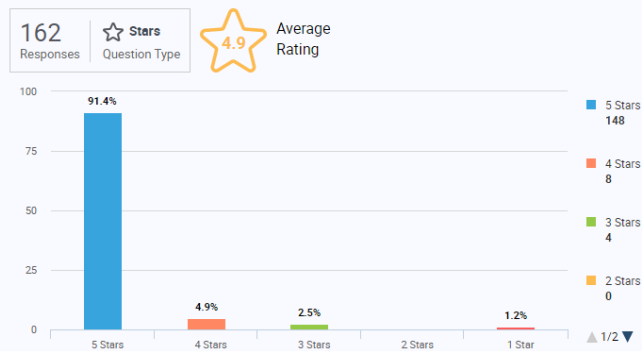 162
Responses
Stars
Question Type
4.9
Average
Rating
100
75
50
25
0
91.4%
4.9%
2.5%
1.2%
5 Stars
4 Stars
3 Stars
2 Stars
1 Star
5 Stars
148
4 Stars
8
3 Stars
4
2 Stars
0
1/2